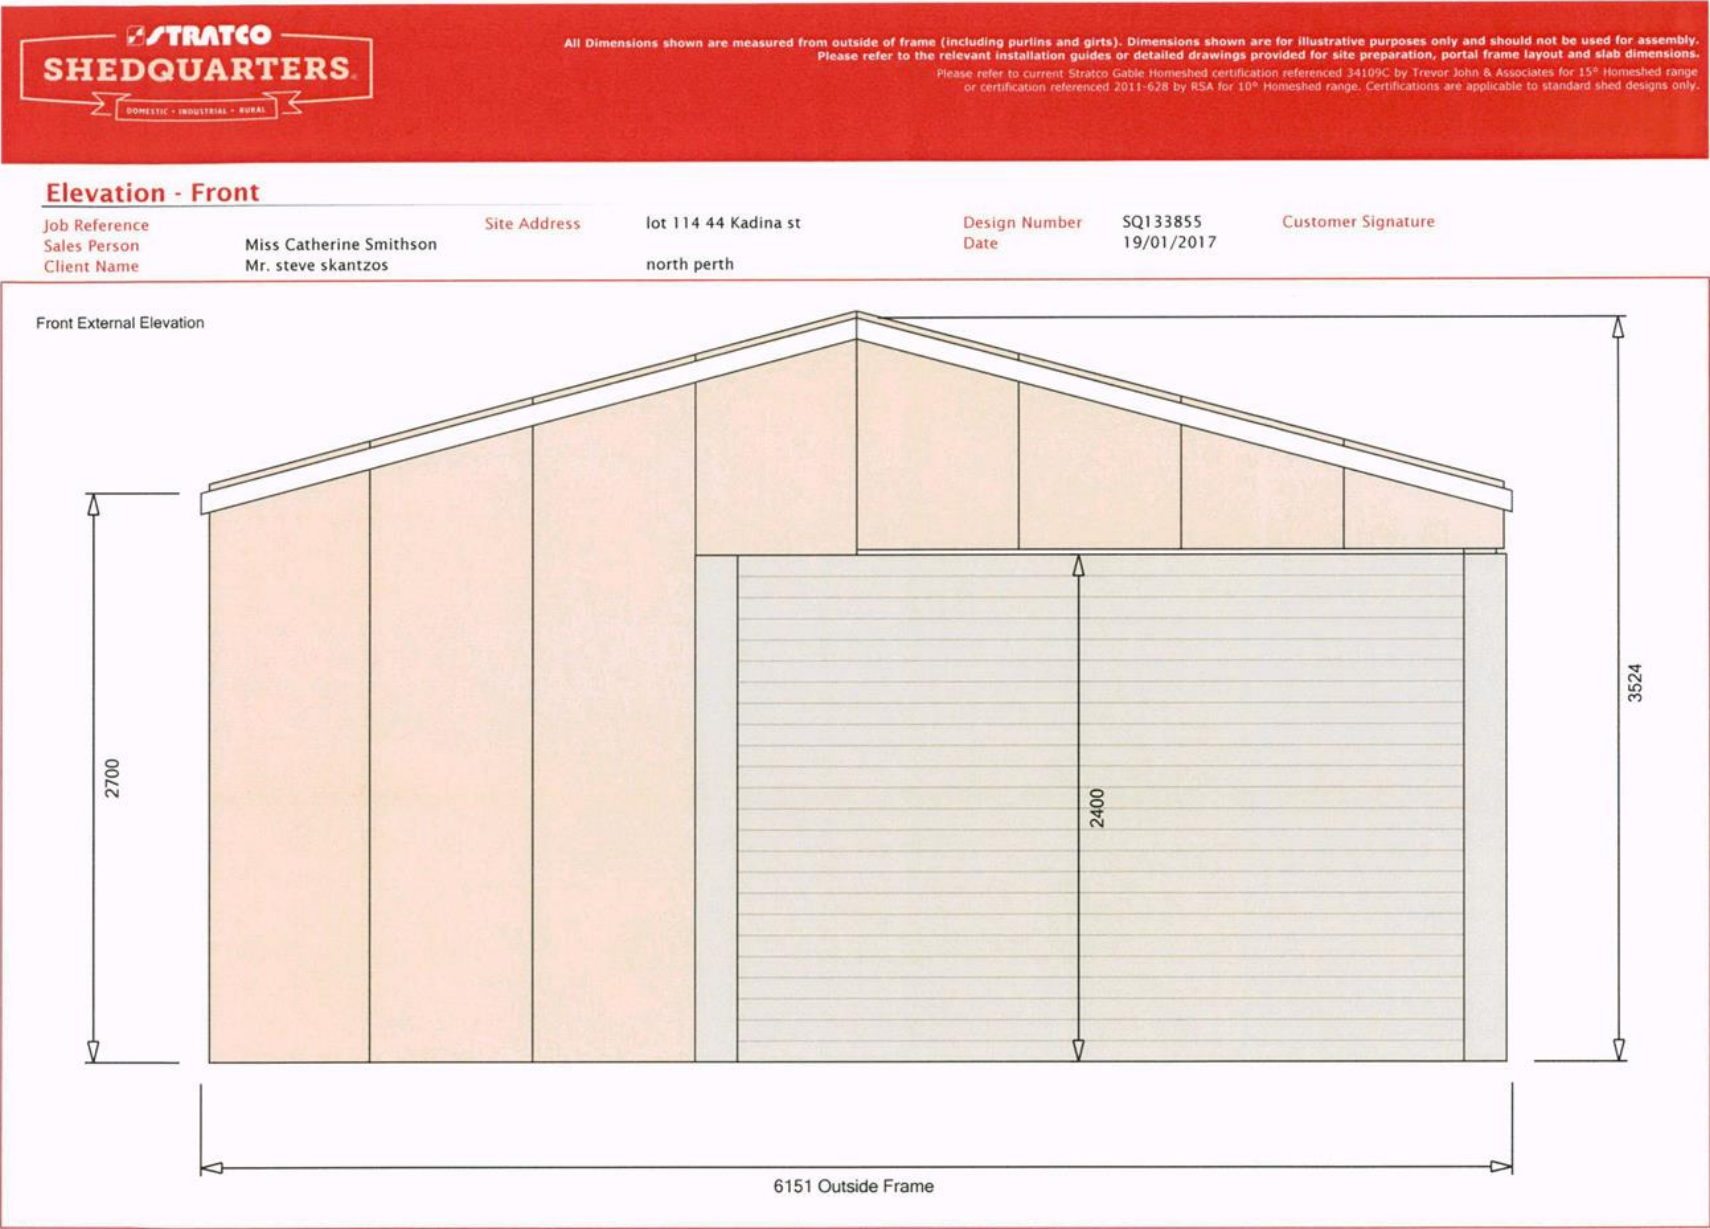 STRATCO
SHEDQUARTERS
DOMESTIC • INDUSTRIAL • RURAL
All Dimensions shown are measured from outside of frame (including purlins and girts). Dimensions shown are for illustrative purposes only and should not be used for assembly.
Please refer to the relevant installation guides or detailed drawings provided for site preparation, portal frame layout and slab dimensions.
Please refer to current Stratco Gable Homeshed certification referenced 34109C by Trevor John & Associates for 15° Homeshed range
or certification referenced 2011-628 by RSA for 10° Homeshed range. Certifications are applicable to standard shed designs only.
Elevation - Front
Job Reference
Site Address lot 114 44 Kadina st
Design Number SQ133855
Customer Signature
Sales Person Miss Catherine Smithson
Date 19/01/2017
Client Name Mr. steve skantzos
north perth
Front External Elevation
3524
2700
2400
6151 Outside Frame